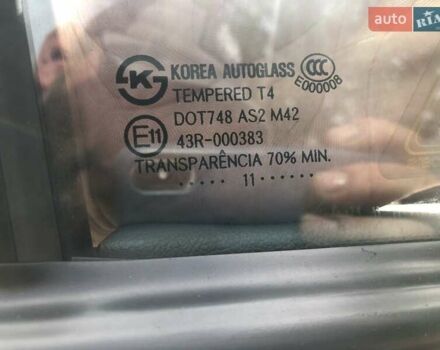 auto RIA
K KOREA AUTOGLASS CCC
E000008
TEMPERED T4
DOT748 AS2 M42
E11 43R-000383
TRANSPARÊNCIA 70% MIN.
..... 11 ......